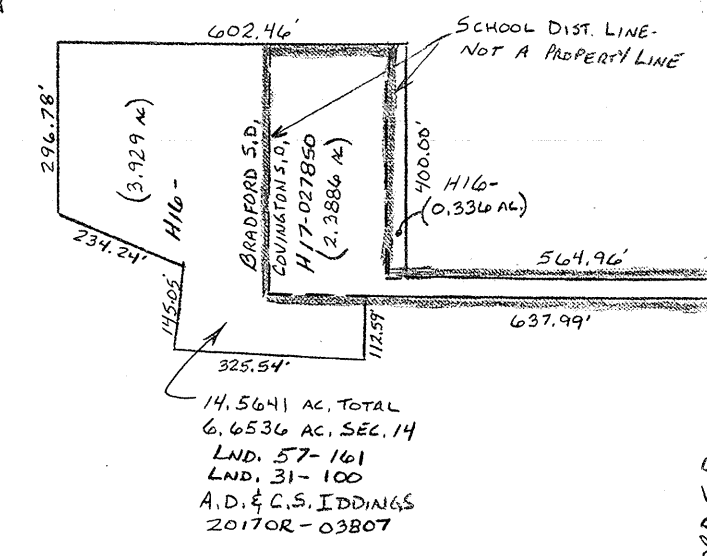 602.46'
SCHOOL DIST. LINE-
NOT A PROPERTY LINE
296.78'
(3.929 AC)
H16-
BRADFORD S.D.
COVINGTON S.D.
H17-027850
(2.3886 AC)
400.00'
H16-
(0.336 AC.)
234.24'
564.96'
145.05'
637.99'
112.59'
325.54'
14.5641 AC. TOTAL
6.6536 AC. SEC. 14
LND. 57-161
LND. 31-100
A.D. & C.S. IDDINGS
2017OR-03807